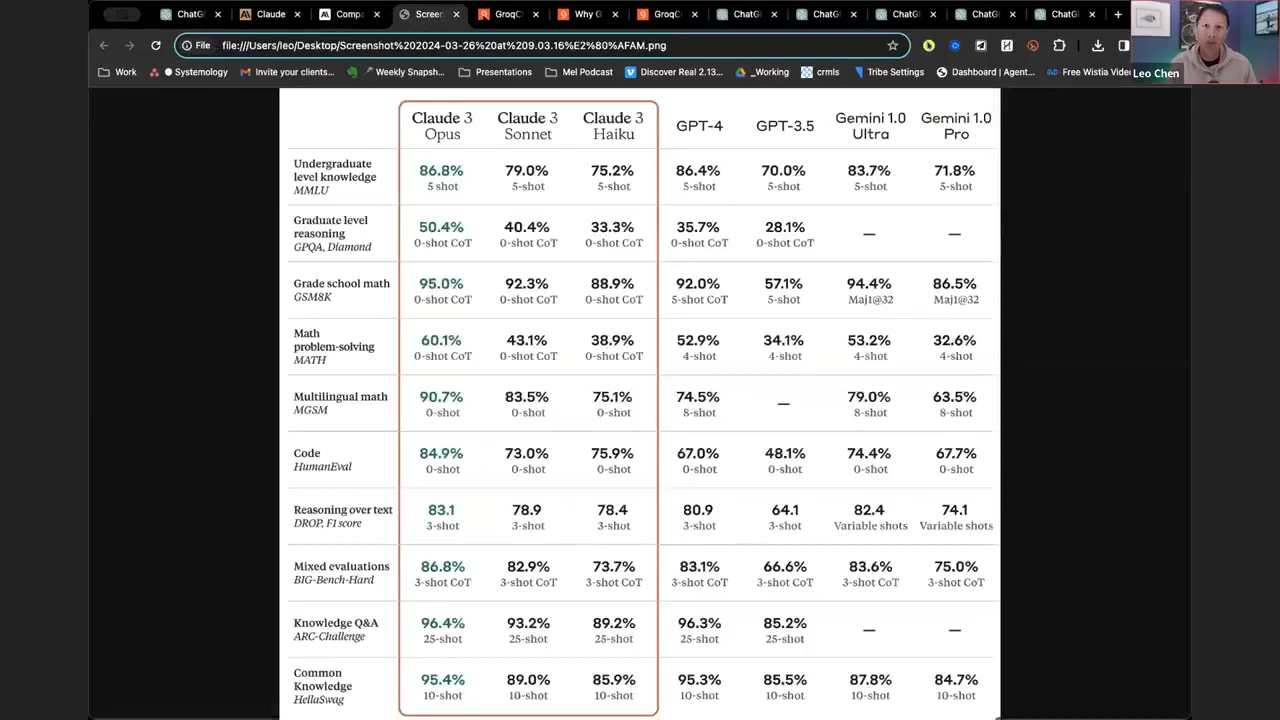 ChatG
Claude
Compa
Screen
GroqC
Why G
GroqC
ChatGI
ChatGI
ChatGI
ChatGI
ChatGI
File file:///Users/leo/Desktop/Screenshot%202024-03-26%20at%209.03.16%E2%80%AFAM.png
Work
Systemology
Invite your clients...
Weekly Snapsh...
Presentations
Mel Podcast
Discover Real 2.13...
_Working
crmls
Tribe Settings
Dashboard | Agent...
Free Wistia Vide
Leo Chen
Claude 3 Opus Claude 3 Sonnet Claude 3 Haiku GPT-4 GPT-3.5 Gemini 1.0 Ultra Gemini 1.0 Pro
Undergraduate
level knowledge
MMLU
86.8% 79.0% 75.2% 86.4% 70.0% 83.7% 71.8%
5 shot 5-shot 5-shot 5-shot 5-shot 5-shot 5-shot
Graduate level
reasoning
GPQA, Diamond
50.4% 40.4% 33.3% 35.7% 28.1% — —
0-shot CoT 0-shot CoT 0-shot CoT 0-shot CoT 0-shot CoT
Grade school math
GSM8K
95.0% 92.3% 88.9% 92.0% 57.1% 94.4% 86.5%
0-shot CoT 0-shot CoT 0-shot CoT 5-shot CoT 5-shot Maj1@32 Maj1@32
Math
problem-solving
MATH
60.1% 43.1% 38.9% 52.9% 34.1% 53.2% 32.6%
0-shot CoT 0-shot CoT 0-shot CoT 4-shot 4-shot 4-shot 4-shot
Multilingual math
MGSM
90.7% 83.5% 75.1% 74.5% — 79.0% 63.5%
0-shot 0-shot 0-shot 8-shot 8-shot 8-shot
Code
HumanEval
84.9% 73.0% 75.9% 67.0% 48.1% 74.4% 67.7%
0-shot 0-shot 0-shot 0-shot 0-shot 0-shot 0-shot
Reasoning over text
DROP, F1 score
83.1 78.9 78.4 80.9 64.1 82.4 74.1
3-shot 3-shot 3-shot 3-shot 3-shot Variable shots Variable shots
Mixed evaluations
BIG-Bench-Hard
86.8% 82.9% 73.7% 83.1% 66.6% 83.6% 75.0%
3-shot CoT 3-shot CoT 3-shot CoT 3-shot CoT 3-shot CoT 3-shot CoT 3-shot CoT
Knowledge Q&A
ARC-Challenge
96.4% 93.2% 89.2% 96.3% 85.2% — —
25-shot 25-shot 25-shot 25-shot 25-shot
Common
Knowledge
HellaSwag
95.4% 89.0% 85.9% 95.3% 85.5% 87.8% 84.7%
10-shot 10-shot 10-shot 10-shot 10-shot 10-shot 10-shot